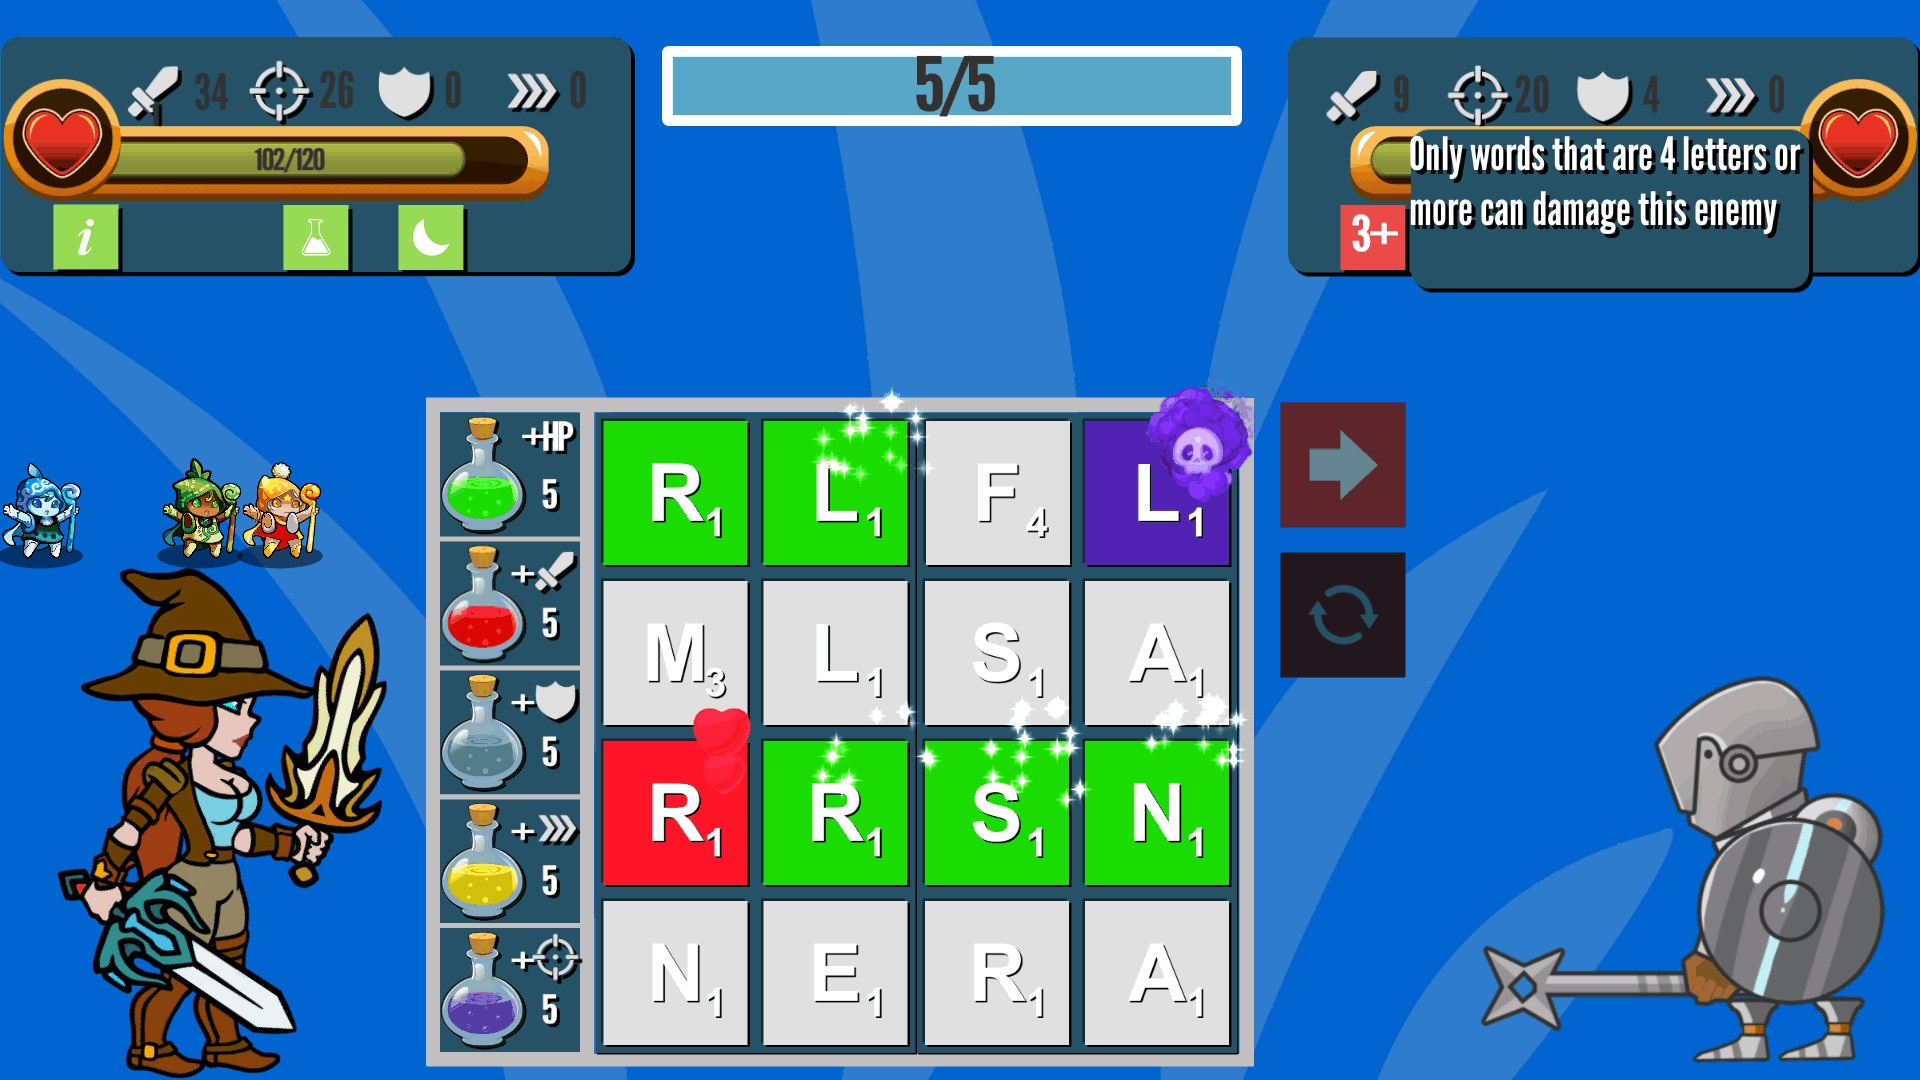 34 26 0 0
102/120
i
5/5
9 20 4 0
Only words that are 4 letters or
more can damage this enemy
3+
+HP
5
+
5
+
5
+
5
+
5
R1 L1 F4 L1
M3 L1 S1 A1
R1 R1 S1 N1
N1 E1 R1 A1